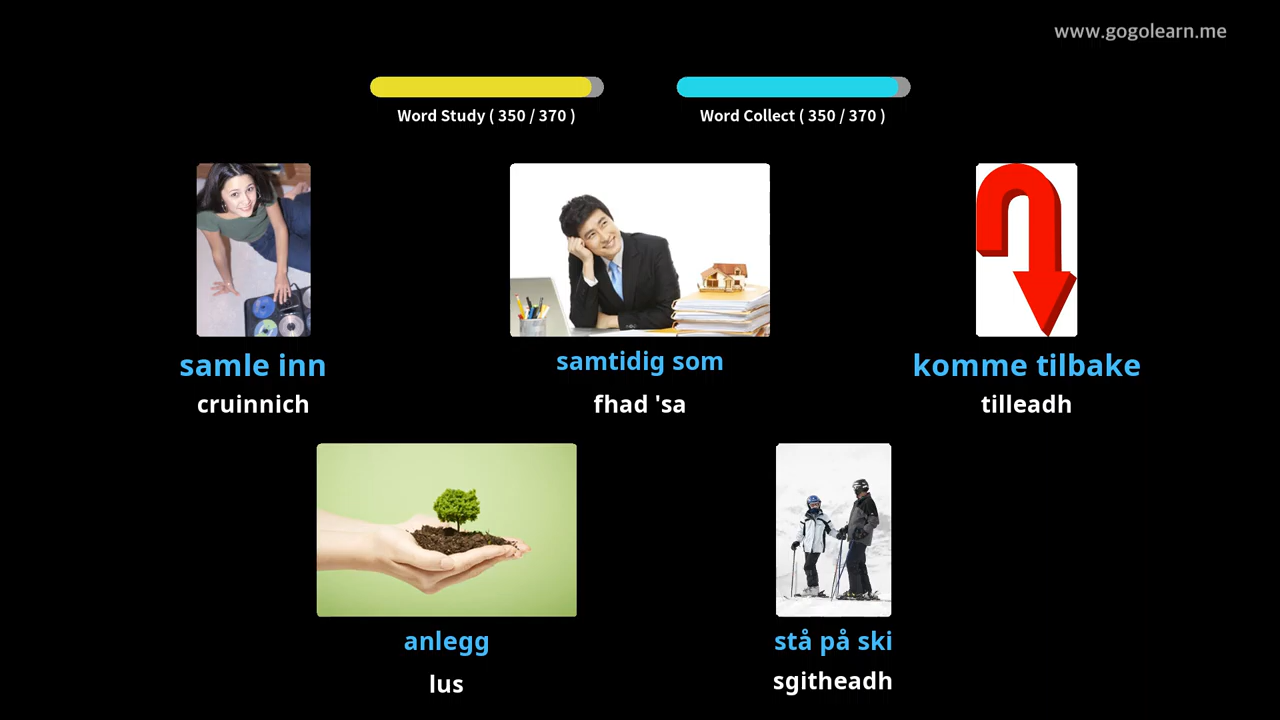 www.gogolearn.me
Word Study ( 350 / 370 )
Word Collect ( 350 / 370 )
samle inn
cruinnich
samtidig som
fhad 'sa
komme tilbake
tilleadh
anlegg
lus
stå på ski
sgitheadh